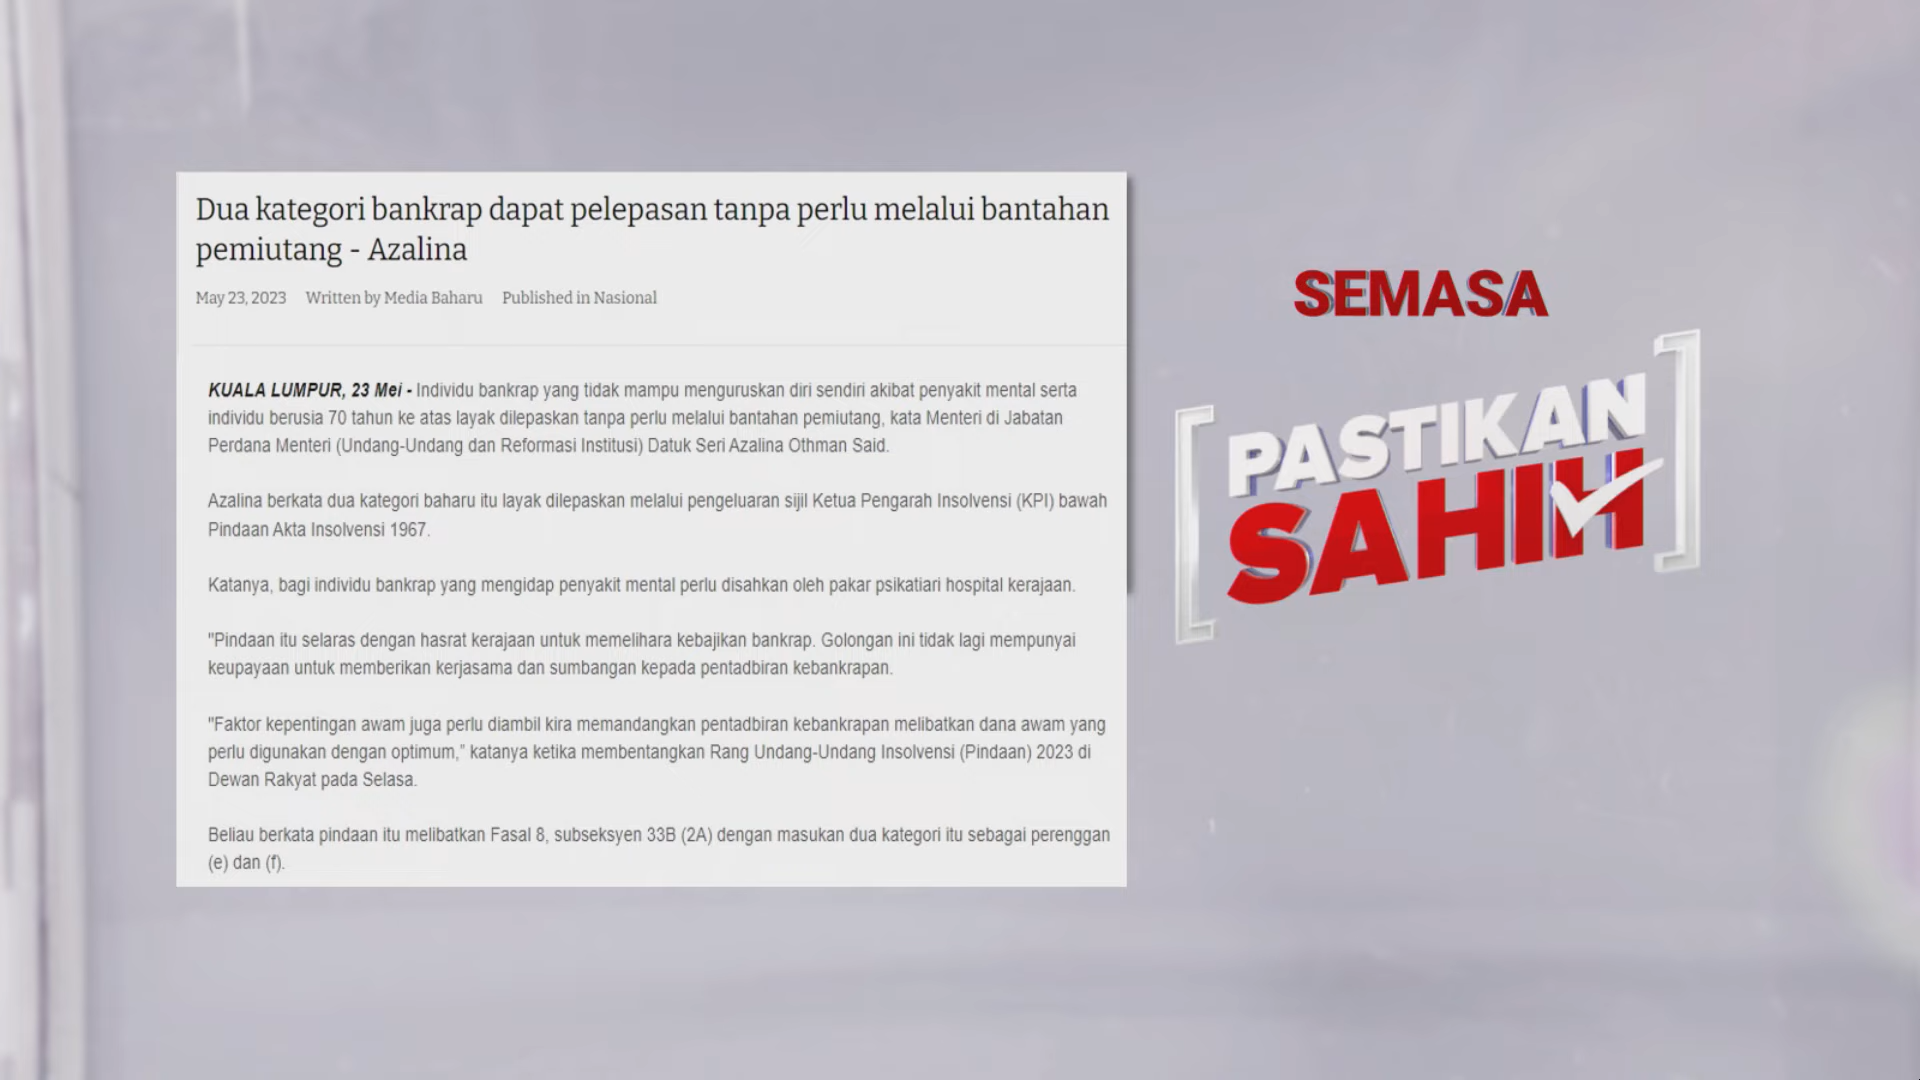 Dua kategori bankrap dapat pelepasan tanpa perlu melalui bantahan
pemiutang - Azalina
May 23, 2023 Written by Media Baharu Published in Nasional
KUALA LUMPUR, 23 Mei - Individu bankrap yang tidak mampu menguruskan diri sendiri akibat penyakit mental serta
individu berusia 70 tahun ke atas layak dilepaskan tanpa perlu melalui bantahan pemiutang, kata Menteri di Jabatan
Perdana Menteri (Undang-Undang dan Reformasi Institusi) Datuk Seri Azalina Othman Said.
Azalina berkata dua kategori baharu itu layak dilepaskan melalui pengeluaran sijil Ketua Pengarah Insolvensi (KPI) bawah
Pindaan Akta Insolvensi 1967.
Katanya, bagi individu bankrap yang mengidap penyakit mental perlu disahkan oleh pakar psikatiari hospital kerajaan.
"Pindaan itu selaras dengan hasrat kerajaan untuk memelihara kebajikan bankrap. Golongan ini tidak lagi mempunyai
keupayaan untuk memberikan kerjasama dan sumbangan kepada pentadbiran kebankrapan.
"Faktor kepentingan awam juga perlu diambil kira memandangkan pentadbiran kebankrapan melibatkan dana awam yang
perlu digunakan dengan optimum," katanya ketika membentangkan Rang Undang-Undang Insolvensi (Pindaan) 2023 di
Dewan Rakyat pada Selasa.
Beliau berkata pindaan itu melibatkan Fasal 8, subseksyen 33B (2A) dengan masukan dua kategori itu sebagai perenggan
(e) dan (f).
SEMASA
PASTIKAN
SAHIH